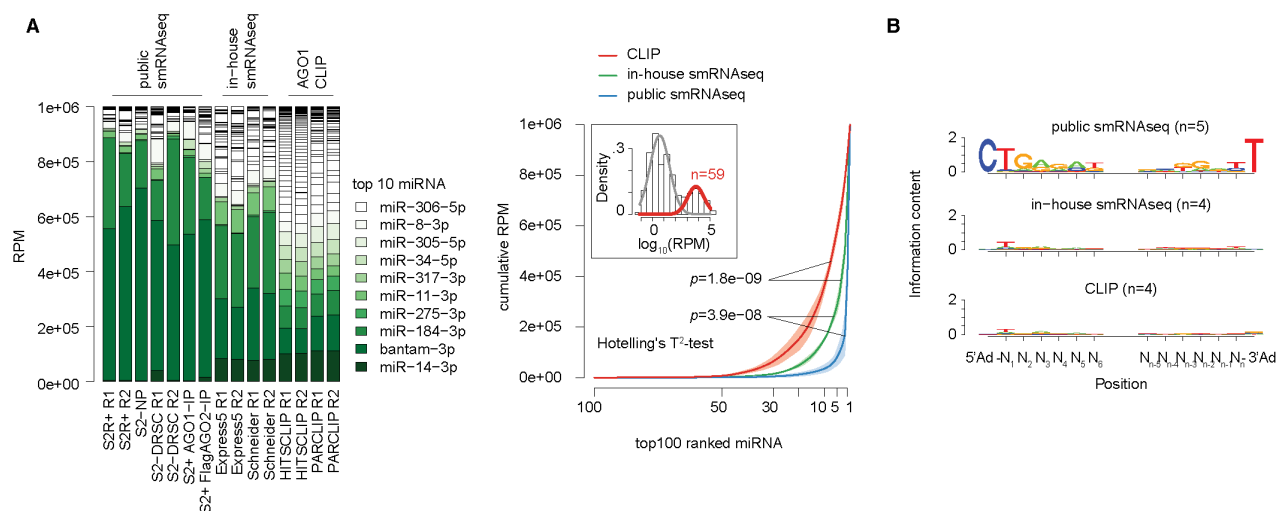 A
public
smRNAseq
in-house
smRNAseq
AGO1
CLIP
1e+06
8e+05
6e+05
4e+05
2e+05
0e+00
RPM
S2R+ R1
S2R+ R2
S2-NP
S2-DRSC R1
S2-DRSC R2
S2+ AGO1-IP
S2+ FlagAGO2-IP
Express5 R1
Express5 R2
Schneider R1
Schneider R2
HITSCLIP R1
HITSCLIP R2
PARCLIP R1
PARCLIP R2
top 10 miRNA
miR-306-5p
miR-8-3p
miR-305-5p
miR-34-5p
miR-317-3p
miR-11-3p
miR-275-3p
miR-184-3p
bantam-3p
miR-14-3p
CLIP
in-house smRNAseq
public smRNAseq
1e+06
8e+05
6e+05
4e+05
2e+05
0e+00
cumulative RPM
Density
.3
0
n=59
0 5
log10(RPM)
p=1.8e-09
p=3.9e-08
Hotelling's T²-test
100 50 30 10 5 1
top100 ranked miRNA
B
Information content
public smRNAseq (n=5)
2
0
CTGAGAT GG T T
in-house smRNAseq (n=4)
2
0
T
CLIP (n=4)
2
0
5'Ad -N1 N2 N3 N4 N5 N6 Nn-5 Nn-4 Nn-3 Nn-2 Nn-1 Nn- 3'Ad
Position